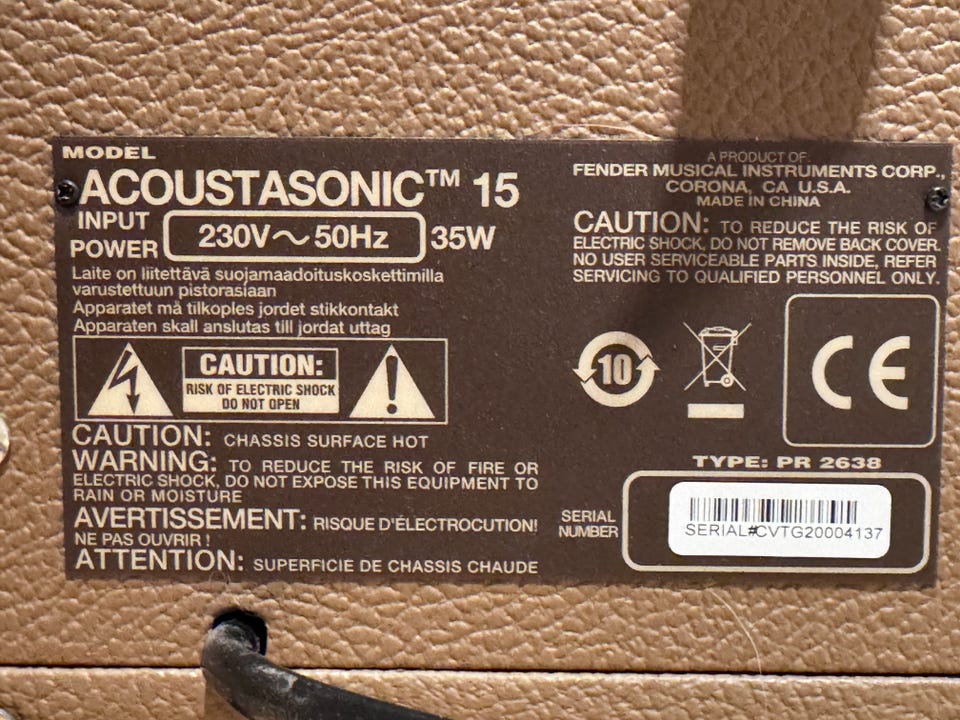 MODEL
ACOUSTASONIC™ 15
INPUT POWER 230V～50Hz 35W
Laite on liitettävä suojamaadoituskoskettimilla
varustettuun pistorasiaan
Apparatet må tilkoples jordet stikkontakt
Apparaten skall anslutas till jordat uttag
CAUTION:
RISK OF ELECTRIC SHOCK
DO NOT OPEN
CAUTION: CHASSIS SURFACE HOT
WARNING: TO REDUCE THE RISK OF FIRE OR
ELECTRIC SHOCK, DO NOT EXPOSE THIS EQUIPMENT TO
RAIN OR MOISTURE
AVERTISSEMENT: RISQUE D'ÉLECTROCUTION!
NE PAS OUVRIR !
ATTENTION: SUPERFICIE DE CHASSIS CHAUDE
A PRODUCT OF:
FENDER MUSICAL INSTRUMENTS CORP.,
CORONA, CA U.S.A.
MADE IN CHINA
CAUTION: TO REDUCE THE RISK OF
ELECTRIC SHOCK, DO NOT REMOVE BACK COVER.
NO USER SERVICEABLE PARTS INSIDE, REFER
SERVICING TO QUALIFIED PERSONNEL ONLY.
10
CE
TYPE: PR 2638
SERIAL
NUMBER
SERIAL#CVTG20004137